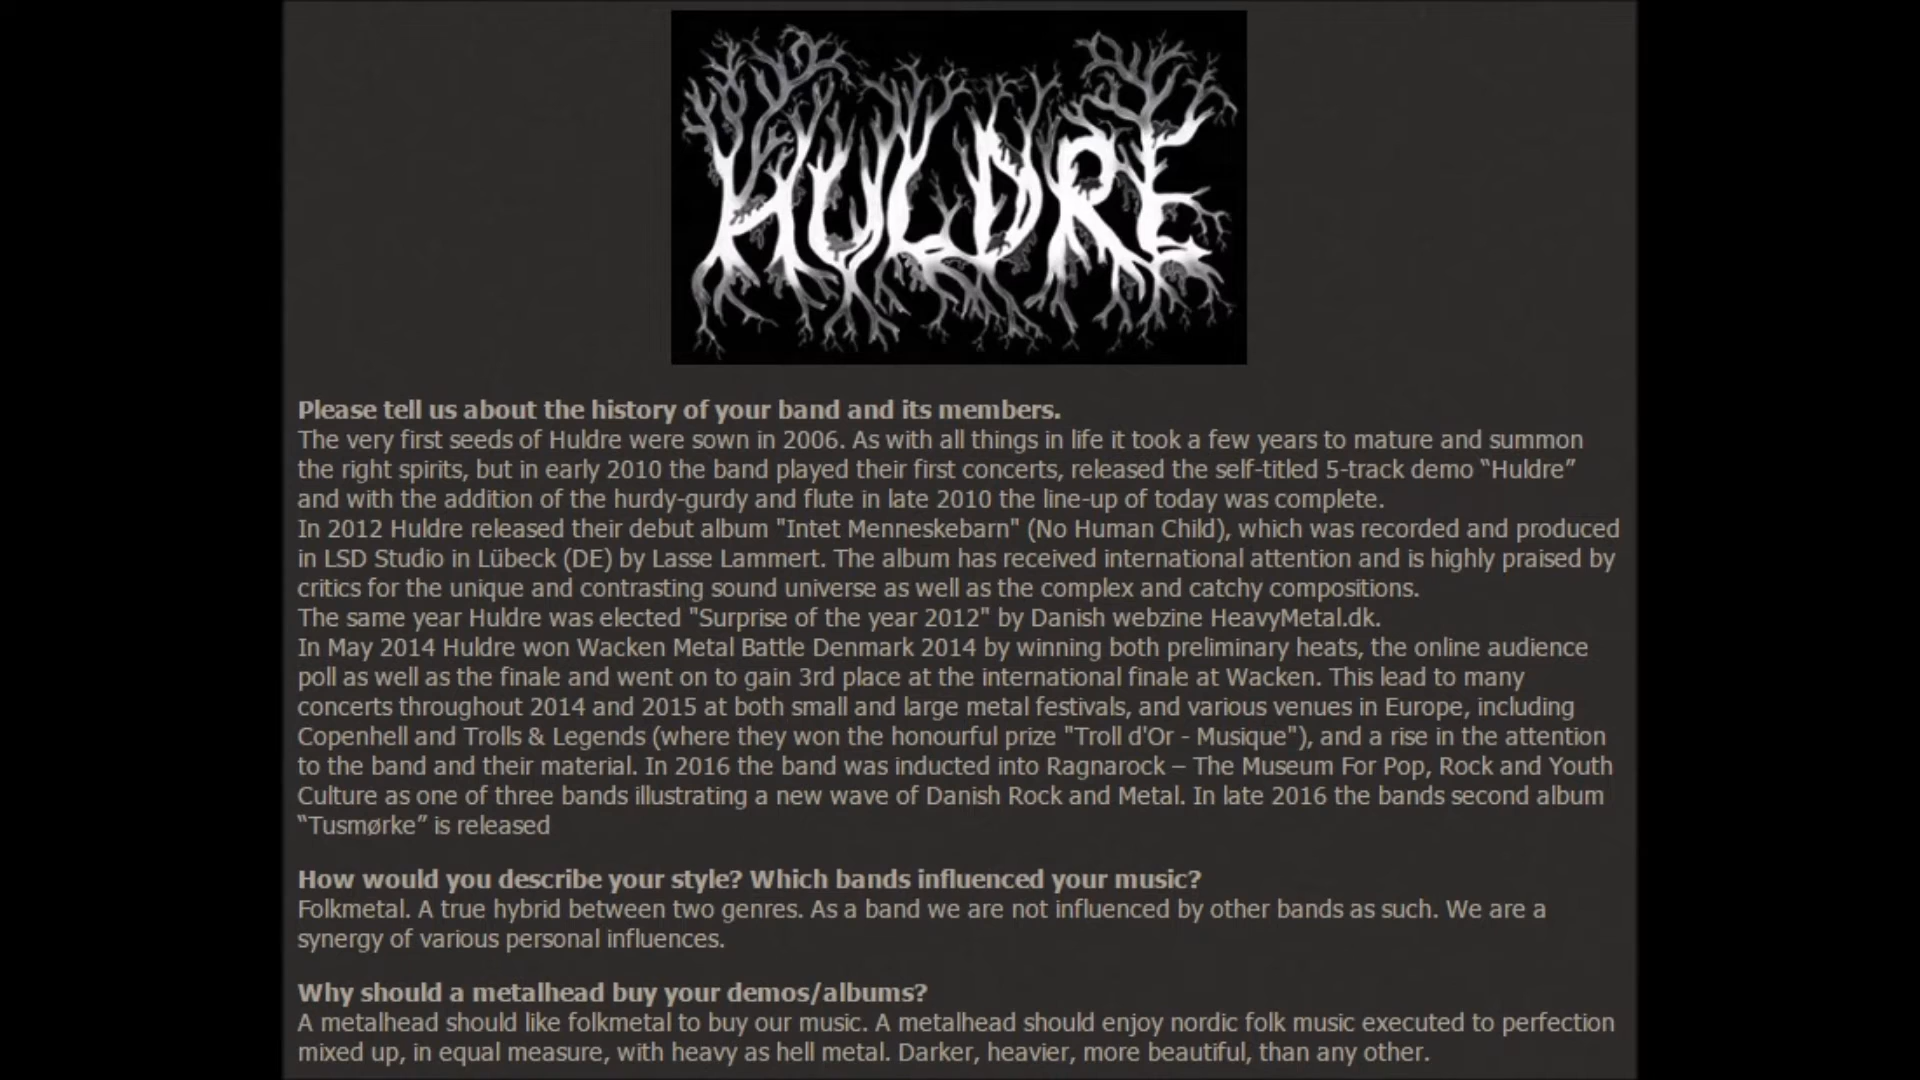 HULDRE
Please tell us about the history of your band and its members.
The very first seeds of Huldre were sown in 2006. As with all things in life it took a few years to mature and summon
the right spirits, but in early 2010 the band played their first concerts, released the self-titled 5-track demo “Huldre”
and with the addition of the hurdy-gurdy and flute in late 2010 the line-up of today was complete.
In 2012 Huldre released their debut album "Intet Menneskebarn" (No Human Child), which was recorded and produced
in LSD Studio in Lübeck (DE) by Lasse Lammert. The album has received international attention and is highly praised by
critics for the unique and contrasting sound universe as well as the complex and catchy compositions.
The same year Huldre was elected "Surprise of the year 2012" by Danish webzine HeavyMetal.dk.
In May 2014 Huldre won Wacken Metal Battle Denmark 2014 by winning both preliminary heats, the online audience
poll as well as the finale and went on to gain 3rd place at the international finale at Wacken. This lead to many
concerts throughout 2014 and 2015 at both small and large metal festivals, and various venues in Europe, including
Copenhell and Trolls & Legends (where they won the honourful prize "Troll d'Or - Musique"), and a rise in the attention
to the band and their material. In 2016 the band was inducted into Ragnarock – The Museum For Pop, Rock and Youth
Culture as one of three bands illustrating a new wave of Danish Rock and Metal. In late 2016 the bands second album
“Tusmørke” is released
How would you describe your style? Which bands influenced your music?
Folkmetal. A true hybrid between two genres. As a band we are not influenced by other bands as such. We are a
synergy of various personal influences.
Why should a metalhead buy your demos/albums?
A metalhead should like folkmetal to buy our music. A metalhead should enjoy nordic folk music executed to perfection
mixed up, in equal measure, with heavy as hell metal. Darker, heavier, more beautiful, than any other.